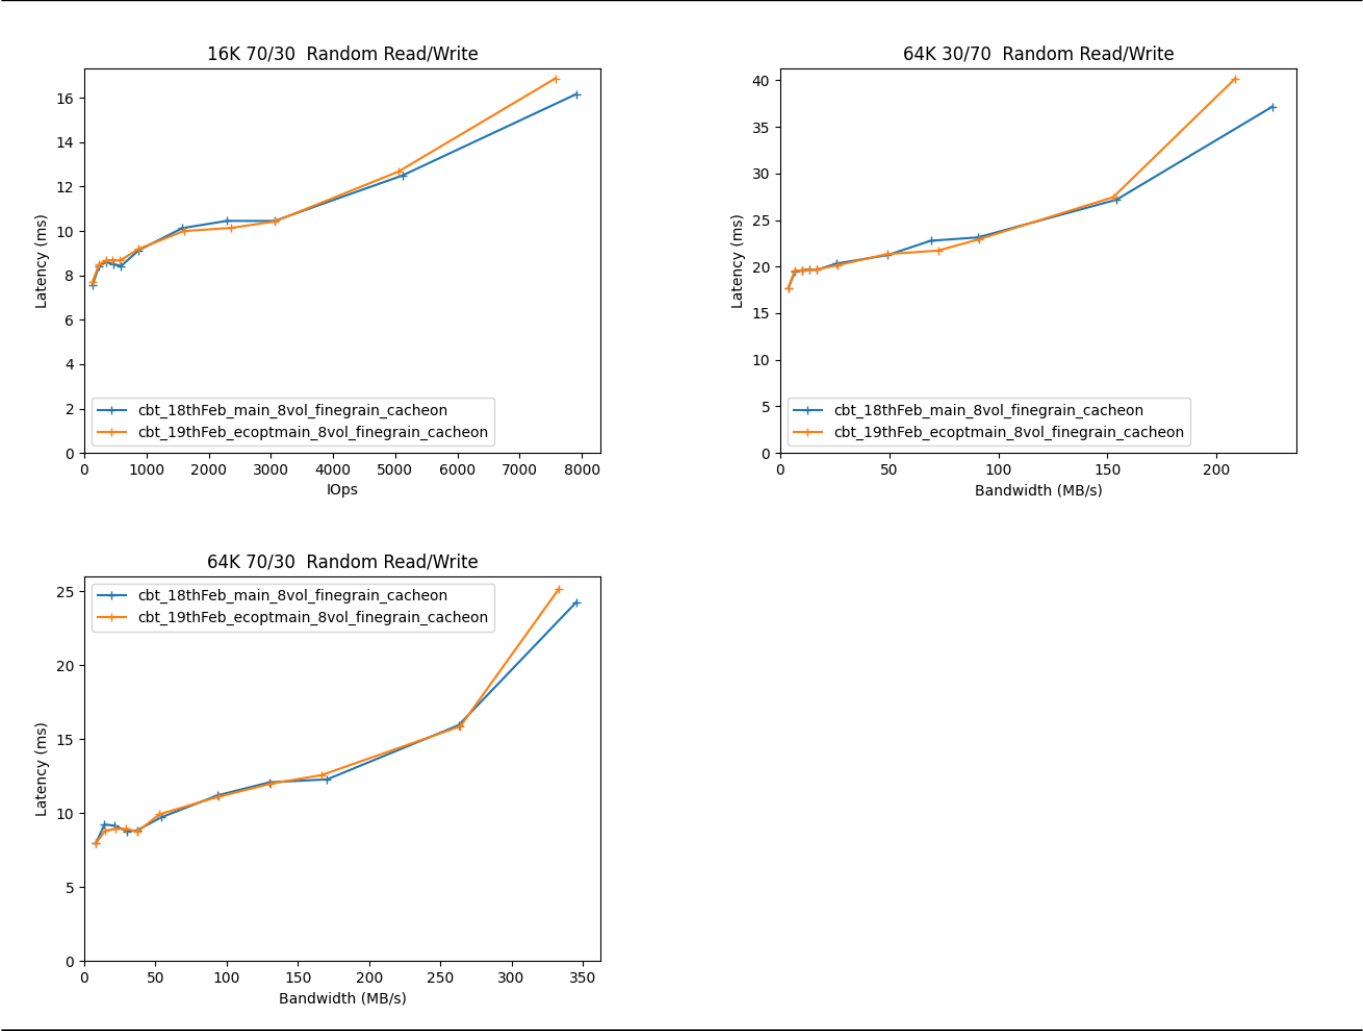 16K 70/30  Random Read/Write
16
14
12
10
8
6
4
2
0
Latency (ms)
cbt_18thFeb_main_8vol_finegrain_cacheon
cbt_19thFeb_ecoptmain_8vol_finegrain_cacheon
0 1000 2000 3000 4000 5000 6000 7000 8000
IOps
64K 30/70  Random Read/Write
40
35
30
25
20
15
10
5
0
Latency (ms)
cbt_18thFeb_main_8vol_finegrain_cacheon
cbt_19thFeb_ecoptmain_8vol_finegrain_cacheon
0 50 100 150 200
Bandwidth (MB/s)
64K 70/30  Random Read/Write
cbt_18thFeb_main_8vol_finegrain_cacheon
cbt_19thFeb_ecoptmain_8vol_finegrain_cacheon
25
20
15
10
5
0
Latency (ms)
0 50 100 150 200 250 300 350
Bandwidth (MB/s)